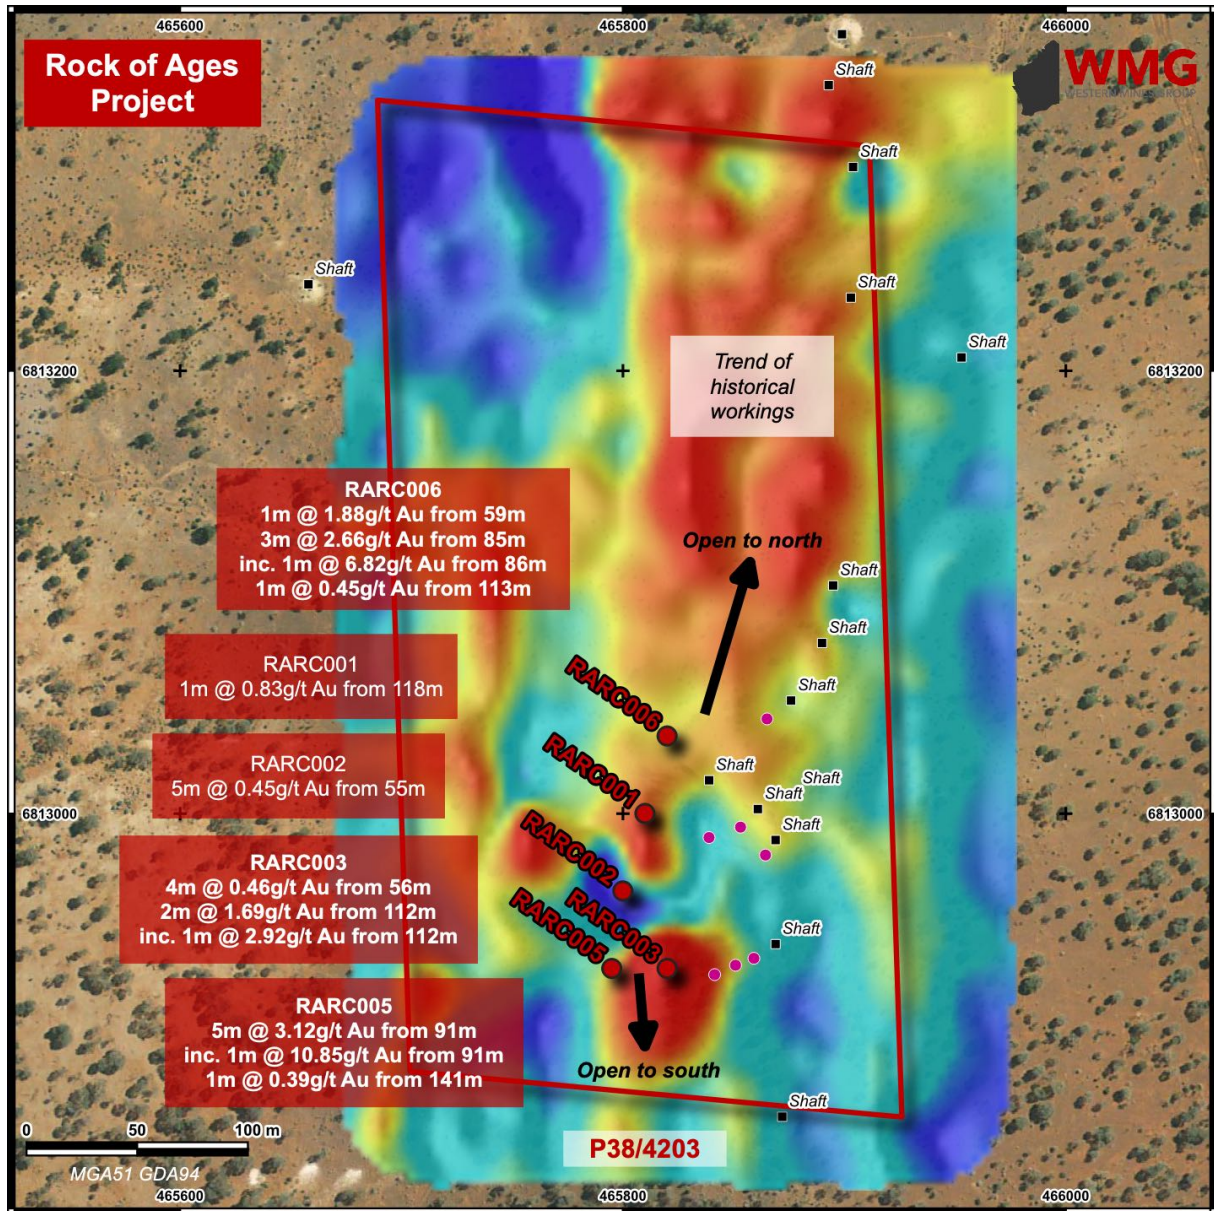 465600
465800
466000
Rock of Ages
Project
WMG
WESTERN MINES GROUP
Shaft
Shaft
Shaft
Shaft
Shaft
6813200
6813200
Trend of
historical
workings
RARC006
1m @ 1.88g/t Au from 59m
3m @ 2.66g/t Au from 85m
inc. 1m @ 6.82g/t Au from 86m
1m @ 0.45g/t Au from 113m
Open to north
Shaft
Shaft
RARC001
1m @ 0.83g/t Au from 118m
RARC006
Shaft
RARC002
5m @ 0.45g/t Au from 55m
RARC001
Shaft
Shaft
Shaft
6813000
6813000
Shaft
RARC002
RARC003
4m @ 0.46g/t Au from 56m
2m @ 1.69g/t Au from 112m
inc. 1m @ 2.92g/t Au from 112m
RARC003
RARC005
Shaft
RARC005
5m @ 3.12g/t Au from 91m
inc. 1m @ 10.85g/t Au from 91m
1m @ 0.39g/t Au from 141m
Open to south
Shaft
0 50 100 m
P38/4203
MGA51 GDA94
465600
465800
466000